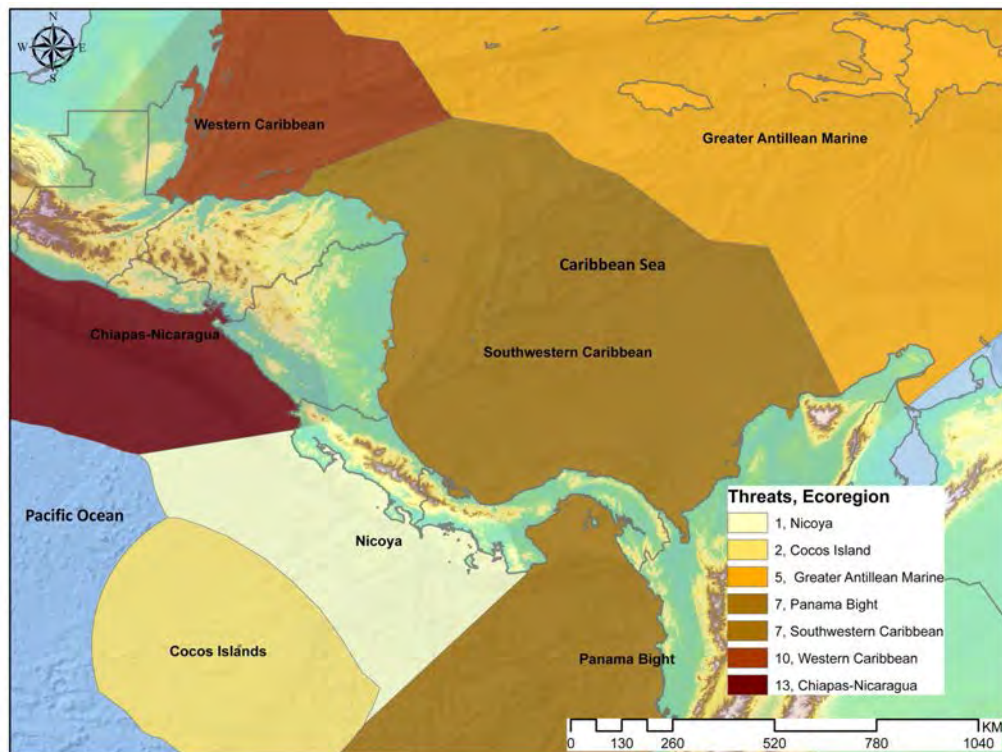 N
W E
S
Western Caribbean
Greater Antillean Marine
Caribbean Sea
Chiapas-Nicaragua
Southwestern Caribbean
Pacific Ocean
Nicoya
Cocos Islands
Panama Bight
Threats, Ecoregion
1, Nicoya
2, Cocos Island
5, Greater Antillean Marine
7, Panama Bight
7, Southwestern Caribbean
10, Western Caribbean
13, Chiapas-Nicaragua
KM
0 130 260 520 780 1040